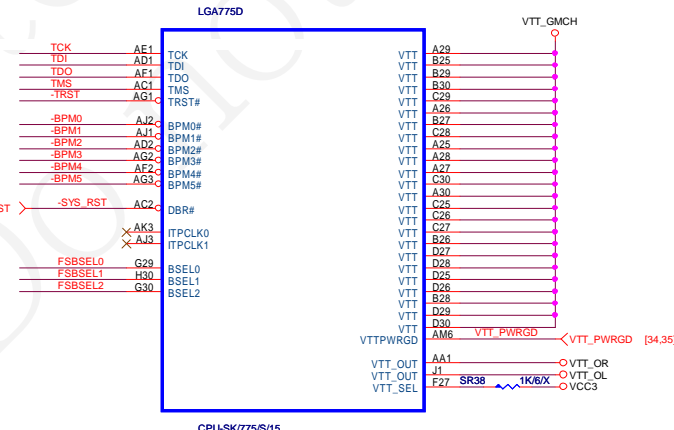 LGA775D
VTT_GMCH
TCK AE1 TCK VTT A29
TDI AD1 TDI VTT B25
TDO AF1 TDO VTT B29
TMS AC1 TMS VTT B30
-TRST AG1 TRST# VTT C29
VTT A26
-BPM0 AJ2 BPM0# VTT B27
-BPM1 AJ1 BPM1# VTT C28
-BPM2 AD2 BPM2# VTT A25
-BPM3 AG2 BPM3# VTT A28
-BPM4 AF2 BPM4# VTT A27
-BPM5 AG3 BPM5# VTT C30
VTT A30
ST -SYS_RST AC2 DBR# VTT C25
VTT C26
AK3 ITPCLK0 VTT C27
AJ3 ITPCLK1 VTT B26
VTT D27
FSBSEL0 G29 BSEL0 VTT D28
FSBSEL1 H30 BSEL1 VTT D25
FSBSEL2 G30 BSEL2 VTT D26
VTT B28
VTT D29
VTT D30
VTTPWRGD AM6 VTT_PWRGD VTT_PWRGD [34,35]
VTT_OUT AA1 VTT_OR
VTT_OUT J1 VTT_OL
VTT_SEL F27 SR38 1K/6/X VCC3
CPU-SK/775/S/15